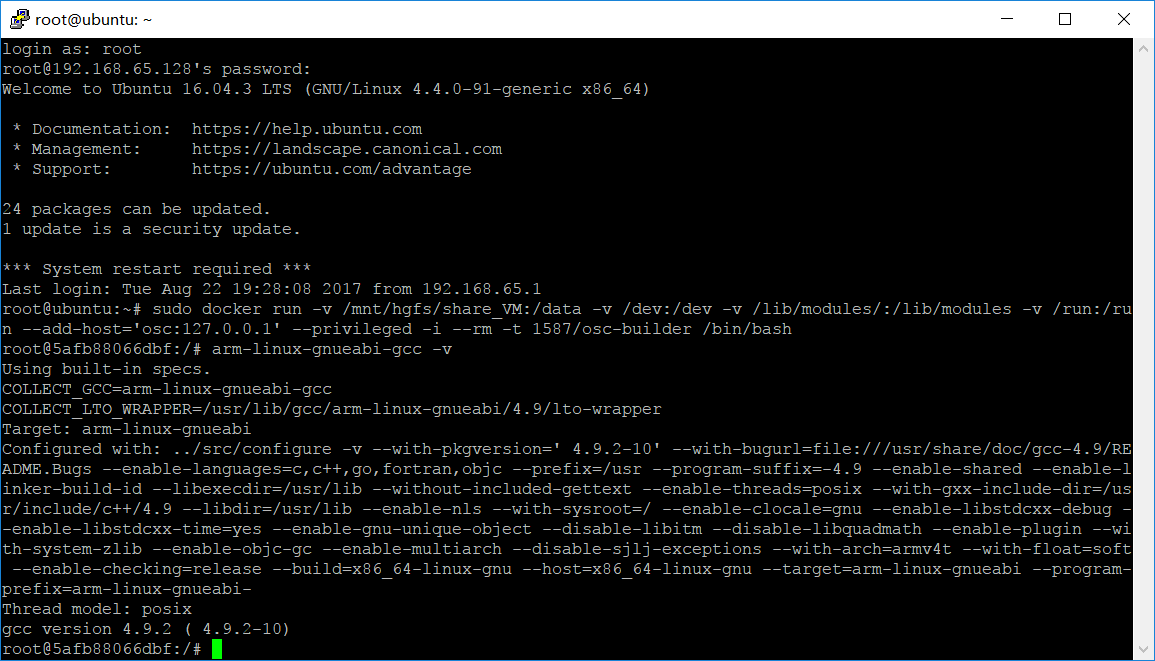 root@ubuntu: ~
login as: root
root@192.168.65.128's password:
Welcome to Ubuntu 16.04.3 LTS (GNU/Linux 4.4.0-91-generic x86_64)
* Documentation:  https://help.ubuntu.com
* Management:     https://landscape.canonical.com
* Support:        https://ubuntu.com/advantage
24 packages can be updated.
1 update is a security update.
*** System restart required ***
Last login: Tue Aug 22 19:28:08 2017 from 192.168.65.1
root@ubuntu:~# sudo docker run -v /mnt/hgfs/share_VM:/data -v /dev:/dev -v /lib/modules/:/lib/modules -v /run:/ru
n --add-host='osc:127.0.0.1' --privileged -i --rm -t 1587/osc-builder /bin/bash
root@5afb88066dbf:/# arm-linux-gnueabi-gcc -v
Using built-in specs.
COLLECT_GCC=arm-linux-gnueabi-gcc
COLLECT_LTO_WRAPPER=/usr/lib/gcc/arm-linux-gnueabi/4.9/lto-wrapper
Target: arm-linux-gnueabi
Configured with: ../src/configure -v --with-pkgversion=' 4.9.2-10' --with-bugurl=file:///usr/share/doc/gcc-4.9/RE
ADME.Bugs --enable-languages=c,c++,go,fortran,objc --prefix=/usr --program-suffix=-4.9 --enable-shared --enable-l
inker-build-id --libexecdir=/usr/lib --without-included-gettext --enable-threads=posix --with-gxx-include-dir=/us
r/include/c++/4.9 --libdir=/usr/lib --enable-nls --with-sysroot=/ --enable-clocale=gnu --enable-libstdcxx-debug -
-enable-libstdcxx-time=yes --enable-gnu-unique-object --disable-libitm --disable-libquadmath --enable-plugin --wi
th-system-zlib --enable-objc-gc --enable-multiarch --disable-sjlj-exceptions --with-arch=armv4t --with-float=soft
--enable-checking=release --build=x86_64-linux-gnu --host=x86_64-linux-gnu --target=arm-linux-gnueabi --program-
prefix=arm-linux-gnueabi-
Thread model: posix
gcc version 4.9.2 ( 4.9.2-10)
root@5afb88066dbf:/#